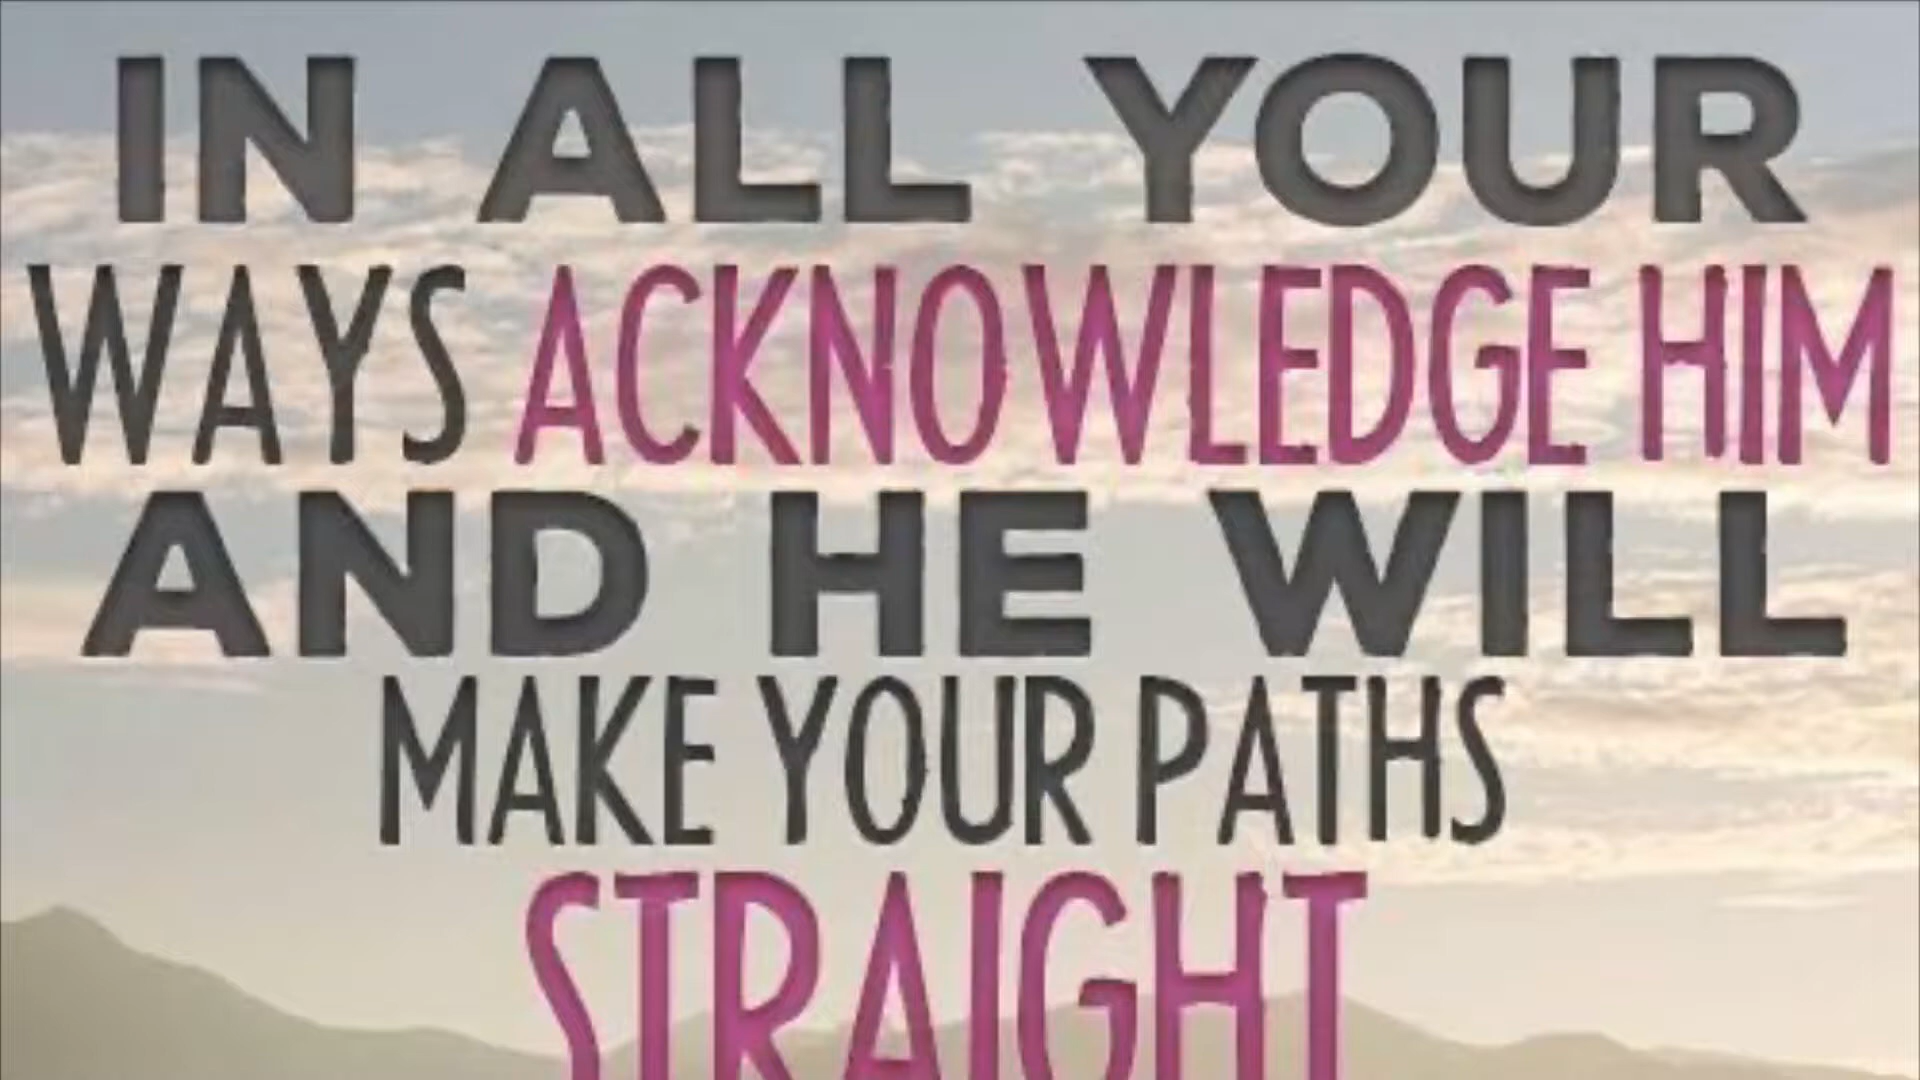 IN ALL YOUR
WAYS ACKNOWLEDGE HIM
AND HE WILL
MAKE YOUR PATHS
STRAIGHT